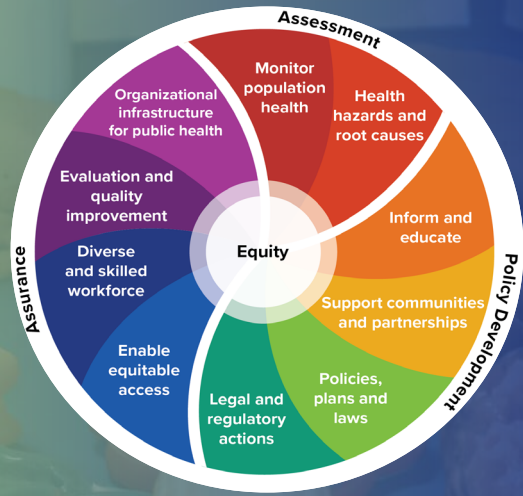 Assessment
Monitor
population
health
Health
hazards and
root causes
Inform and
educate
Support communities
and partnerships
Policy Development
Policies,
plans and
laws
Legal and
regulatory
actions
Enable
equitable
access
Diverse
and skilled
workforce
Assurance
Evaluation and
quality
improvement
Organizational
infrastructure
for public health
Equity